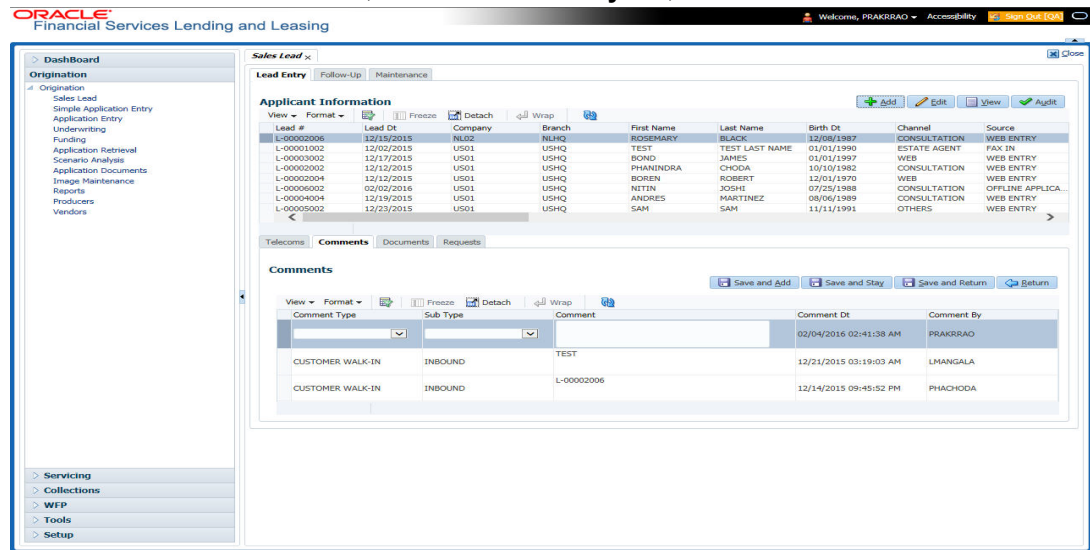 ORACLE
Financial Services Lending and Leasing
Welcome, PRAKRRAO Accessibility Sign Out [QA]
Close
DashBoard
Origination
Origination
Sales Lead
Simple Application Entry
Application Entry
Underwriting
Funding
Application Retrieval
Scenario Analysis
Application Documents
Image Maintenance
Reports
Producers
Vendors
Servicing
Collections
WFP
Tools
Setup
Sales Lead x
Lead Entry Follow-Up Maintenance
Applicant Information
Add Edit View Audit
View Format Freeze Detach Wrap
Lead # Lead Dt Company Branch First Name Last Name Birth Dt Channel Source
L-00002006 12/15/2015 NL02 NLHQ ROSEMARY BLACK 12/08/1987 CONSULTATION WEB ENTRY
L-00001002 12/02/2015 US01 USHQ TEST TEST LAST NAME 01/01/1990 ESTATE AGENT FAX IN
L-00003002 12/17/2015 US01 USHQ BOND JAMES 01/01/1997 WEB WEB ENTRY
L-00002002 12/12/2015 US01 USHQ PHANINDRA CHODA 10/10/1982 CONSULTATION WEB ENTRY
L-00002004 12/12/2015 US01 USHQ BOREN ROBERT 12/01/1970 WEB WEB ENTRY
L-00006002 02/02/2016 US01 USHQ NITIN JOSHI 07/25/1988 CONSULTATION OFFLINE APPLICA...
L-00004004 12/19/2015 US01 USHQ ANDRES MARTINEZ 08/06/1989 CONSULTATION WEB ENTRY
L-00005002 12/23/2015 US01 USHQ SAM SAM 11/11/1991 OTHERS WEB ENTRY
Telecoms Comments Documents Requests
Comments
Save and Add Save and Stay Save and Return Return
View Format Freeze Detach Wrap
Comment Type Sub Type Comment Comment Dt Comment By
02/04/2016 02:41:38 AM PRAKRRAO
CUSTOMER WALK-IN INBOUND TEST 12/21/2015 03:19:03 AM LMANGALA
CUSTOMER WALK-IN INBOUND L-00002006 12/14/2015 09:45:52 PM PHACHODA